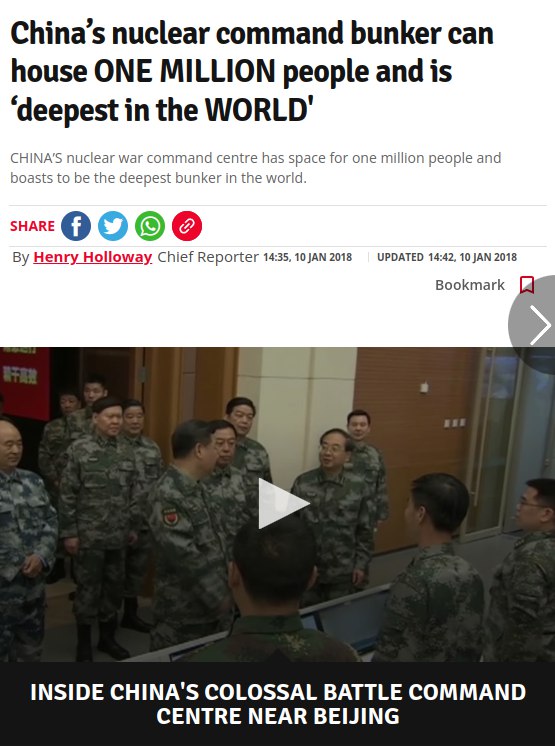 China's nuclear command bunker can
house ONE MILLION people and is
‘deepest in the WORLD'
CHINA'S nuclear war command centre has space for one million people and
boasts to be the deepest bunker in the world.
SHARE
By Henry Holloway Chief Reporter 14:35, 10 JAN 2018 UPDATED 14:42, 10 JAN 2018
Bookmark
INSIDE CHINA'S COLOSSAL BATTLE COMMAND
CENTRE NEAR BEIJING